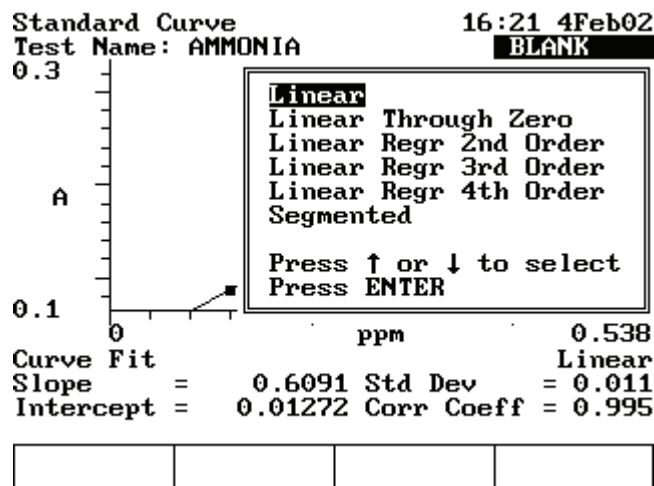 Standard Curve 16:21 4Feb02
Test Name: AMMONIA BLANK
0.3
Linear
Linear Through Zero
Linear Regr 2nd Order
Linear Regr 3rd Order
Linear Regr 4th Order
A
Segmented
Press ↑ or ↓ to select
Press ENTER
0.1
0 ppm 0.538
Curve Fit Linear
Slope = 0.6091 Std Dev = 0.011
Intercept = 0.01272 Corr Coeff = 0.995